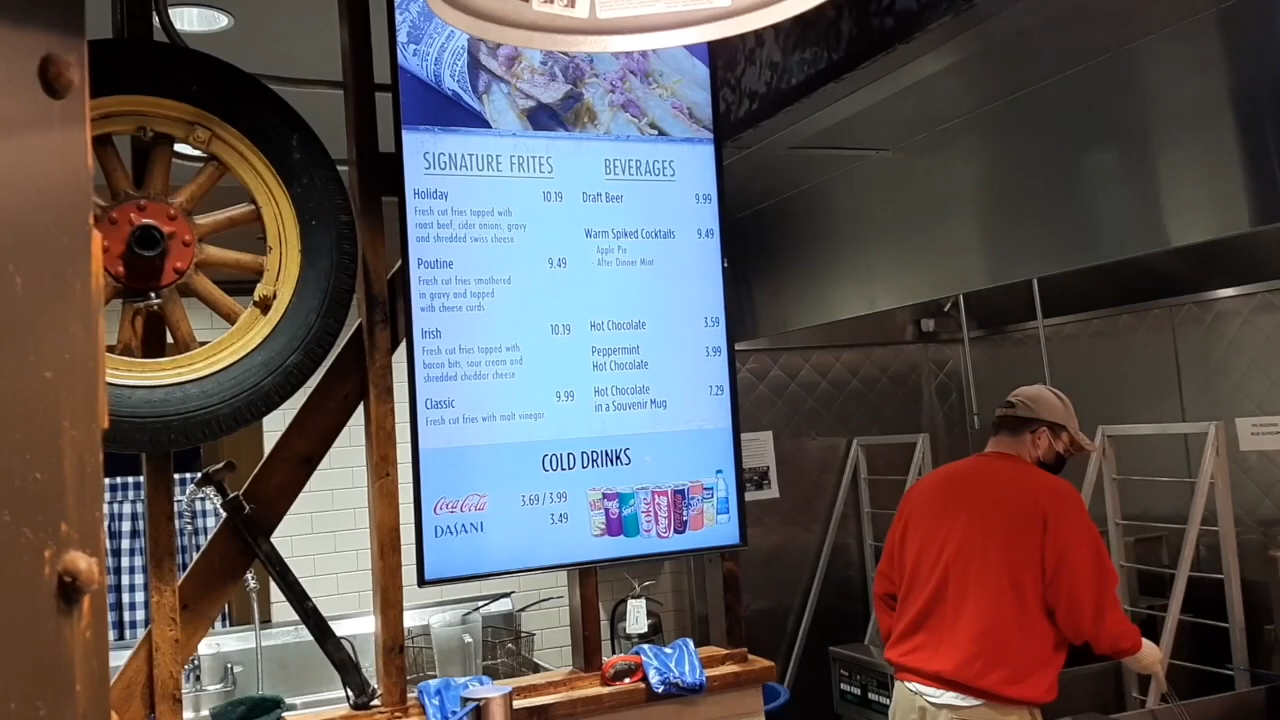 SIGNATURE FRITES
Holiday 10.19
Fresh cut fries topped with
roast beef, cider onions, gravy
and shredded swiss cheese
Poutine 9.49
Fresh cut fries smothered
in gravy and topped
with cheese curds
Irish 10.19
Fresh cut fries topped with
bacon bits, sour cream and
shredded cheddar cheese
Classic 9.99
Fresh cut fries with malt vinegar
BEVERAGES
Draft Beer 9.99
Warm Spiked Cocktails 9.49
- Apple Pie
- After Dinner Mint
Hot Chocolate 3.59
Peppermint
Hot Chocolate 3.99
Hot Chocolate 7.29
in a Souvenir Mug
COLD DRINKS
Coca-Cola 3.69 / 3.99
DASANI 3.49